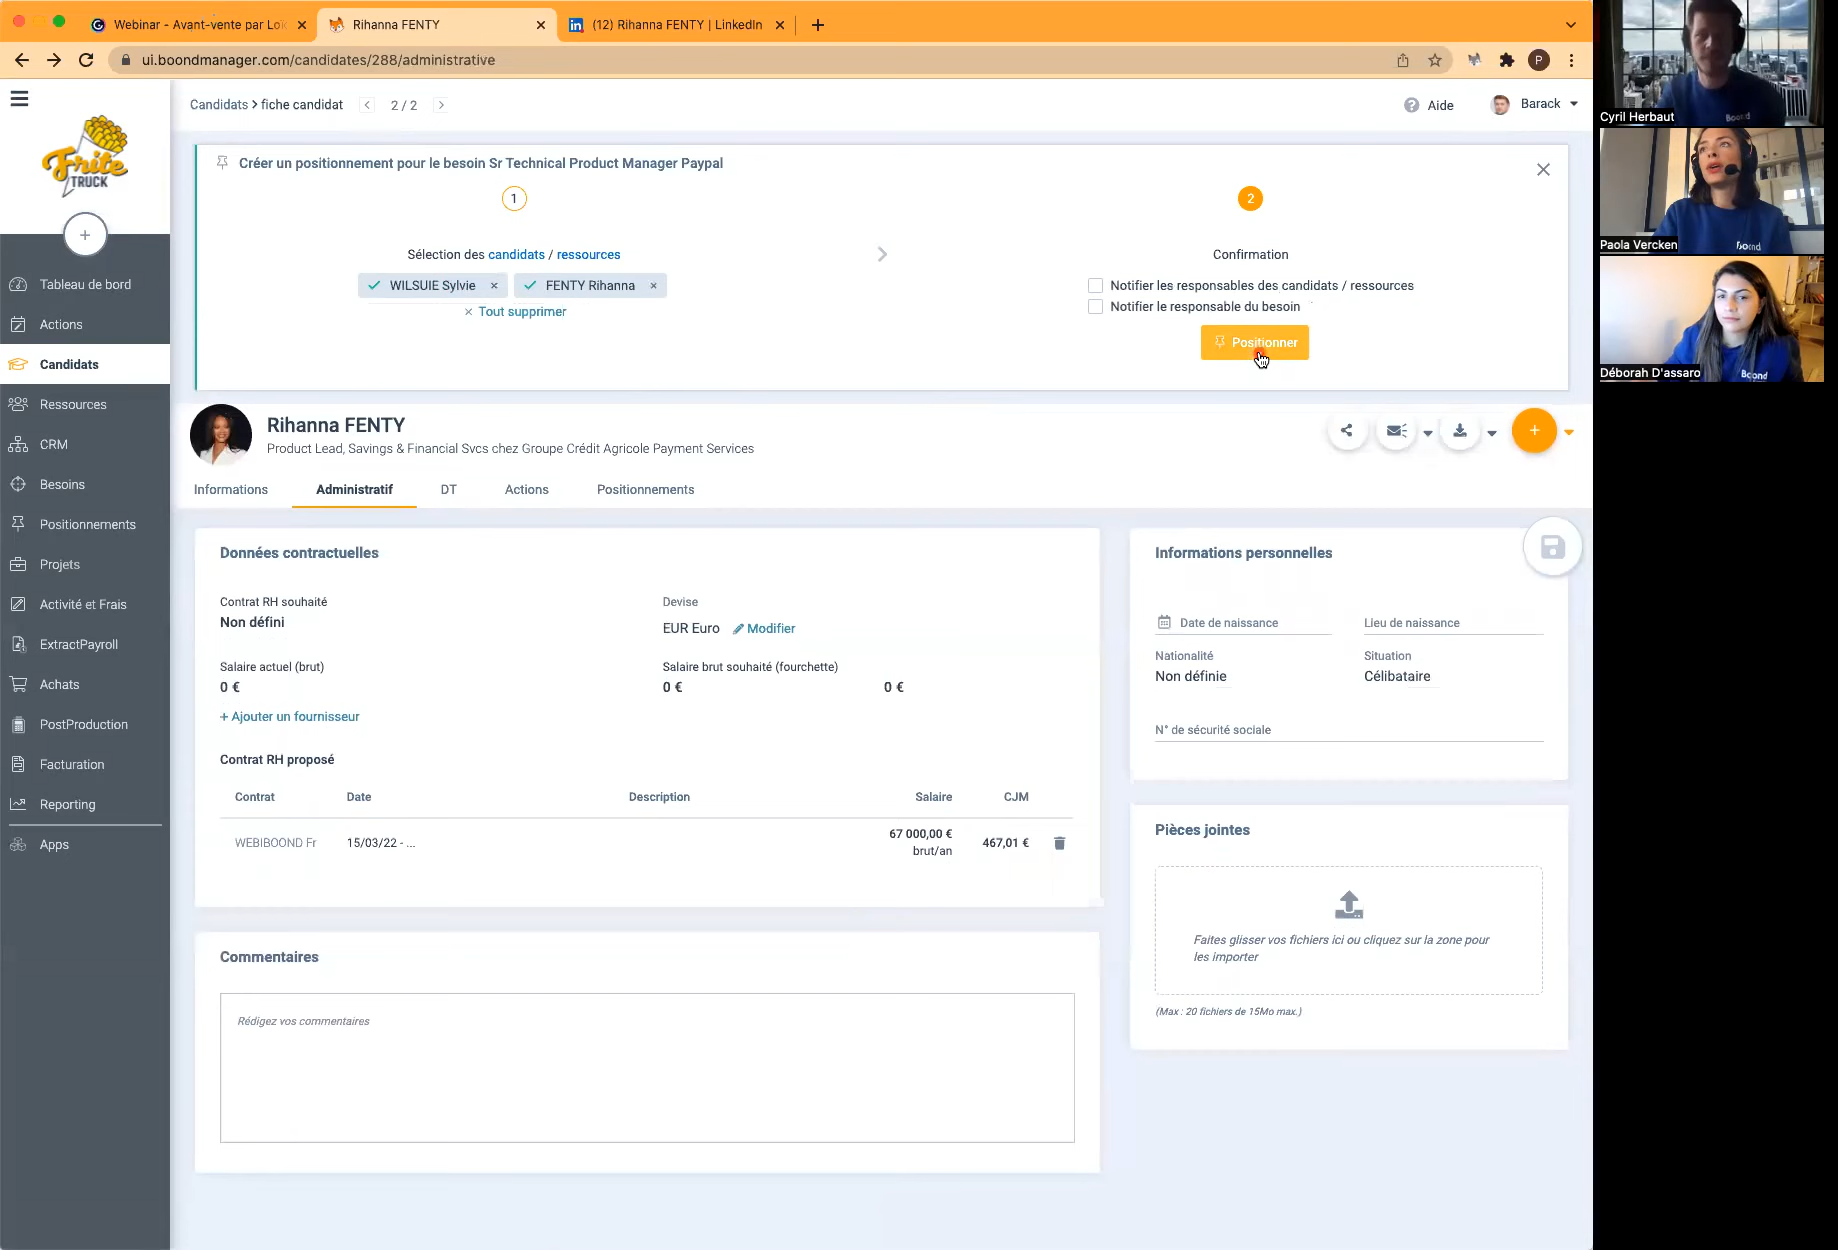 Webinar - Avant-vente par Loï
Rihanna FENTY
(12) Rihanna FENTY | LinkedIn
ui.boondmanager.com/candidates/288/administrative
P
Candidats > fiche candidat
2 / 2
Aide
Barack
Frite
TRUCK
Tableau de bord
Actions
Candidats
Ressources
CRM
Besoins
Positionnements
Projets
Activité et Frais
ExtractPayroll
Achats
PostProduction
Facturation
Reporting
Apps
Créer un positionnement pour le besoin Sr Technical Product Manager Paypal
1
Sélection des candidats / ressources
WILSUIE Sylvie ×
FENTY Rihanna ×
× Tout supprimer
2
Confirmation
Notifier les responsables des candidats / ressources
Notifier le responsable du besoin
Positionner
Rihanna FENTY
Product Lead, Savings & Financial Svcs chez Groupe Crédit Agricole Payment Services
Informations
Administratif
DT
Actions
Positionnements
Données contractuelles
Contrat RH souhaité
Non défini
Devise
EUR Euro
Modifier
Salaire actuel (brut)
0 €
Salaire brut souhaité (fourchette)
0 €
0 €
+ Ajouter un fournisseur
Contrat RH proposé
Contrat
Date
Description
Salaire
CJM
WEBIBOOND Fr
15/03/22 - ...
67 000,00 €
brut/an
467,01 €
Commentaires
Rédigez vos commentaires
Informations personnelles
Date de naissance
Lieu de naissance
Nationalité
Non définie
Situation
Célibataire
N° de sécurité sociale
Pièces jointes
Faites glisser vos fichiers ici ou cliquez sur la zone pour
les importer
(Max : 20 fichiers de 15Mo max.)
Cyril Herbaut
Boond
Paola Vercken
Boond
Déborah D'assaro
Boond